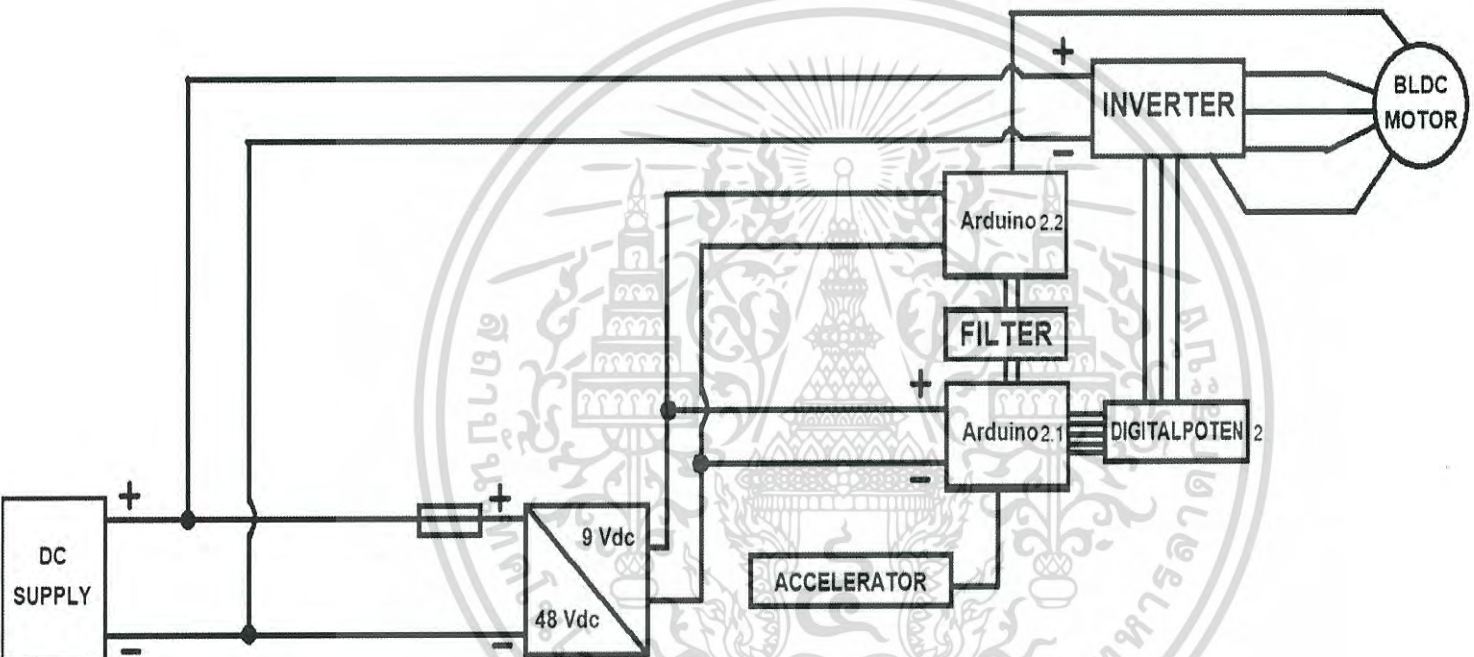 +
INVERTER
BLDC
MOTOR
-
Arduino 2.2
FILTER
+
Arduino 2.1
DIGITALPOTEN 2
-
+
+
DC
SUPPLY
9 Vdc
48 Vdc
ACCELERATOR
-
-